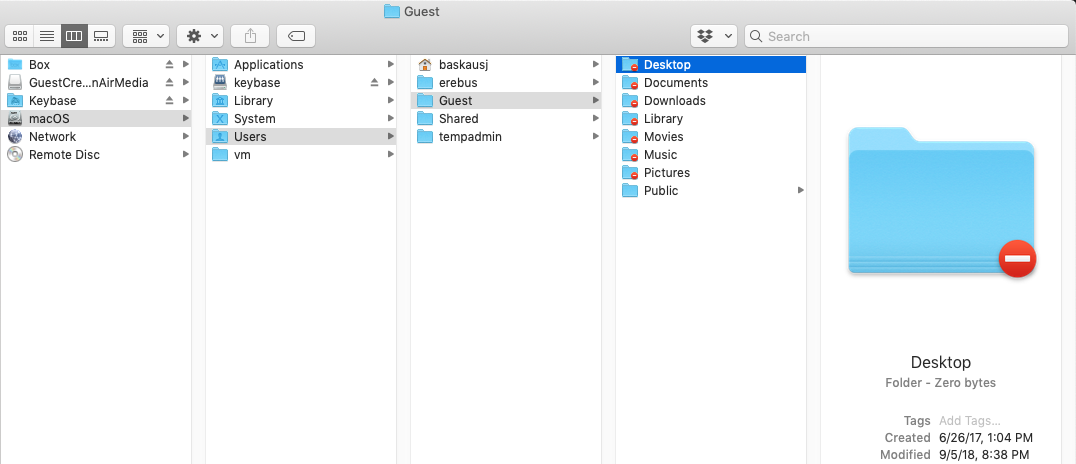 Guest
Search
Box
GuestCre...nAirMedia
Keybase
macOS
Network
Remote Disc
Applications
keybase
Library
System
Users
vm
baskausj
erebus
Guest
Shared
tempadmin
Desktop
Documents
Downloads
Library
Movies
Music
Pictures
Public
Desktop
Folder - Zero bytes
Tags Add Tags...
Created 6/26/17, 1:04 PM
Modified 9/5/18, 8:38 PM